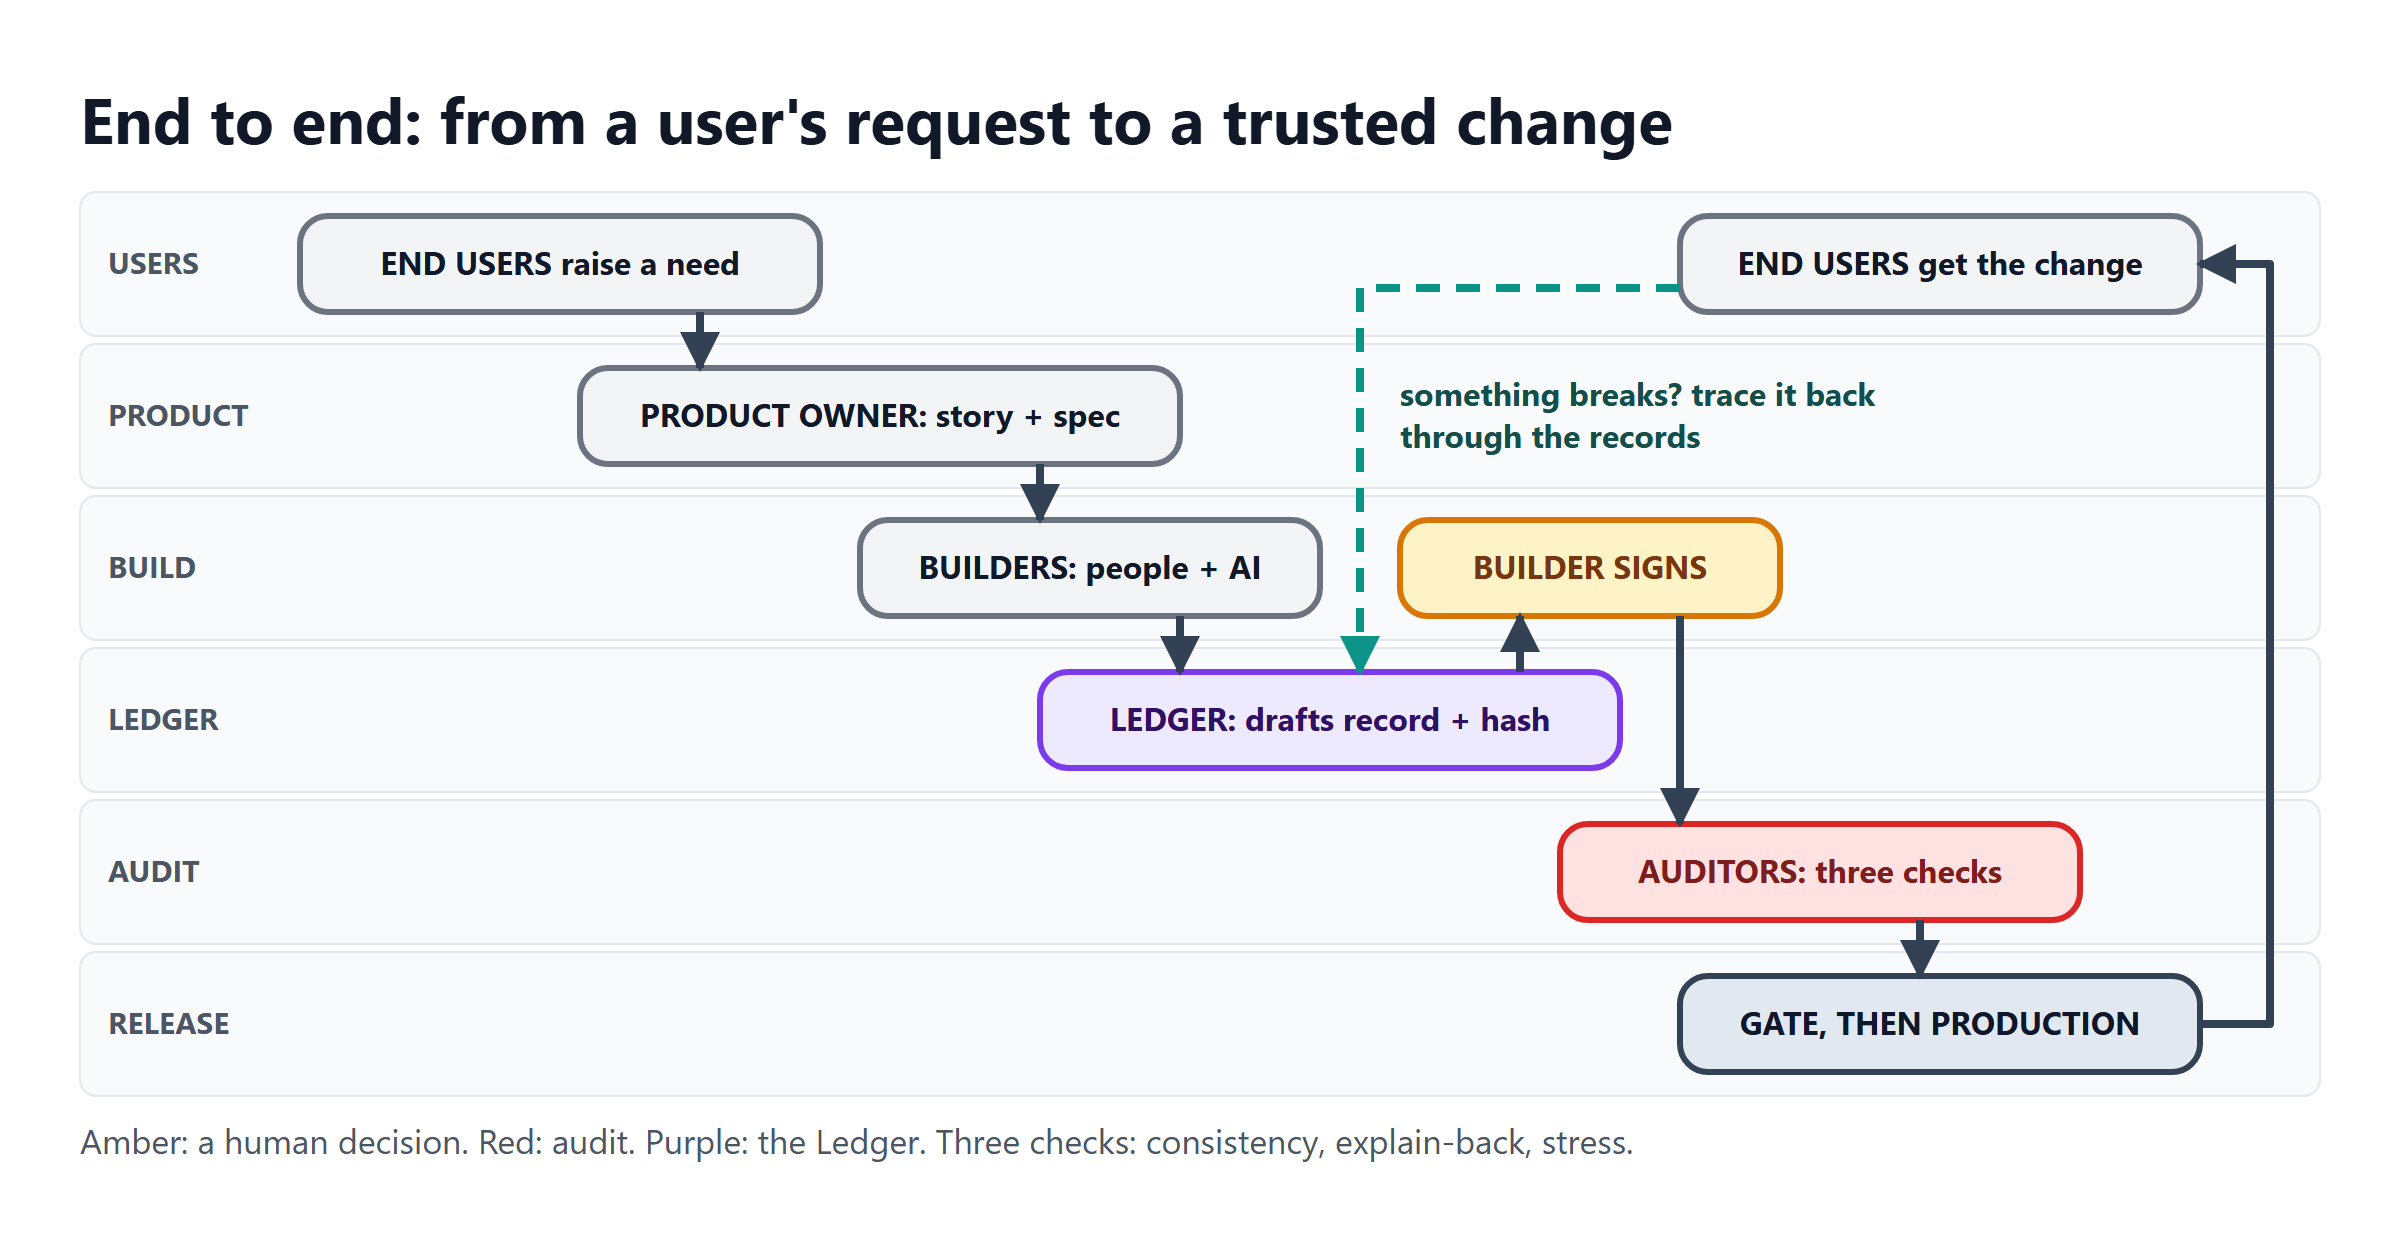 End to end: from a user's request to a trusted change
USERS
END USERS raise a need
END USERS get the change
PRODUCT
PRODUCT OWNER: story + spec
something breaks? trace it back
through the records
BUILD
BUILDERS: people + AI
BUILDER SIGNS
LEDGER
LEDGER: drafts record + hash
AUDIT
AUDITORS: three checks
RELEASE
GATE, THEN PRODUCTION
Amber: a human decision. Red: audit. Purple: the Ledger. Three checks: consistency, explain-back, stress.